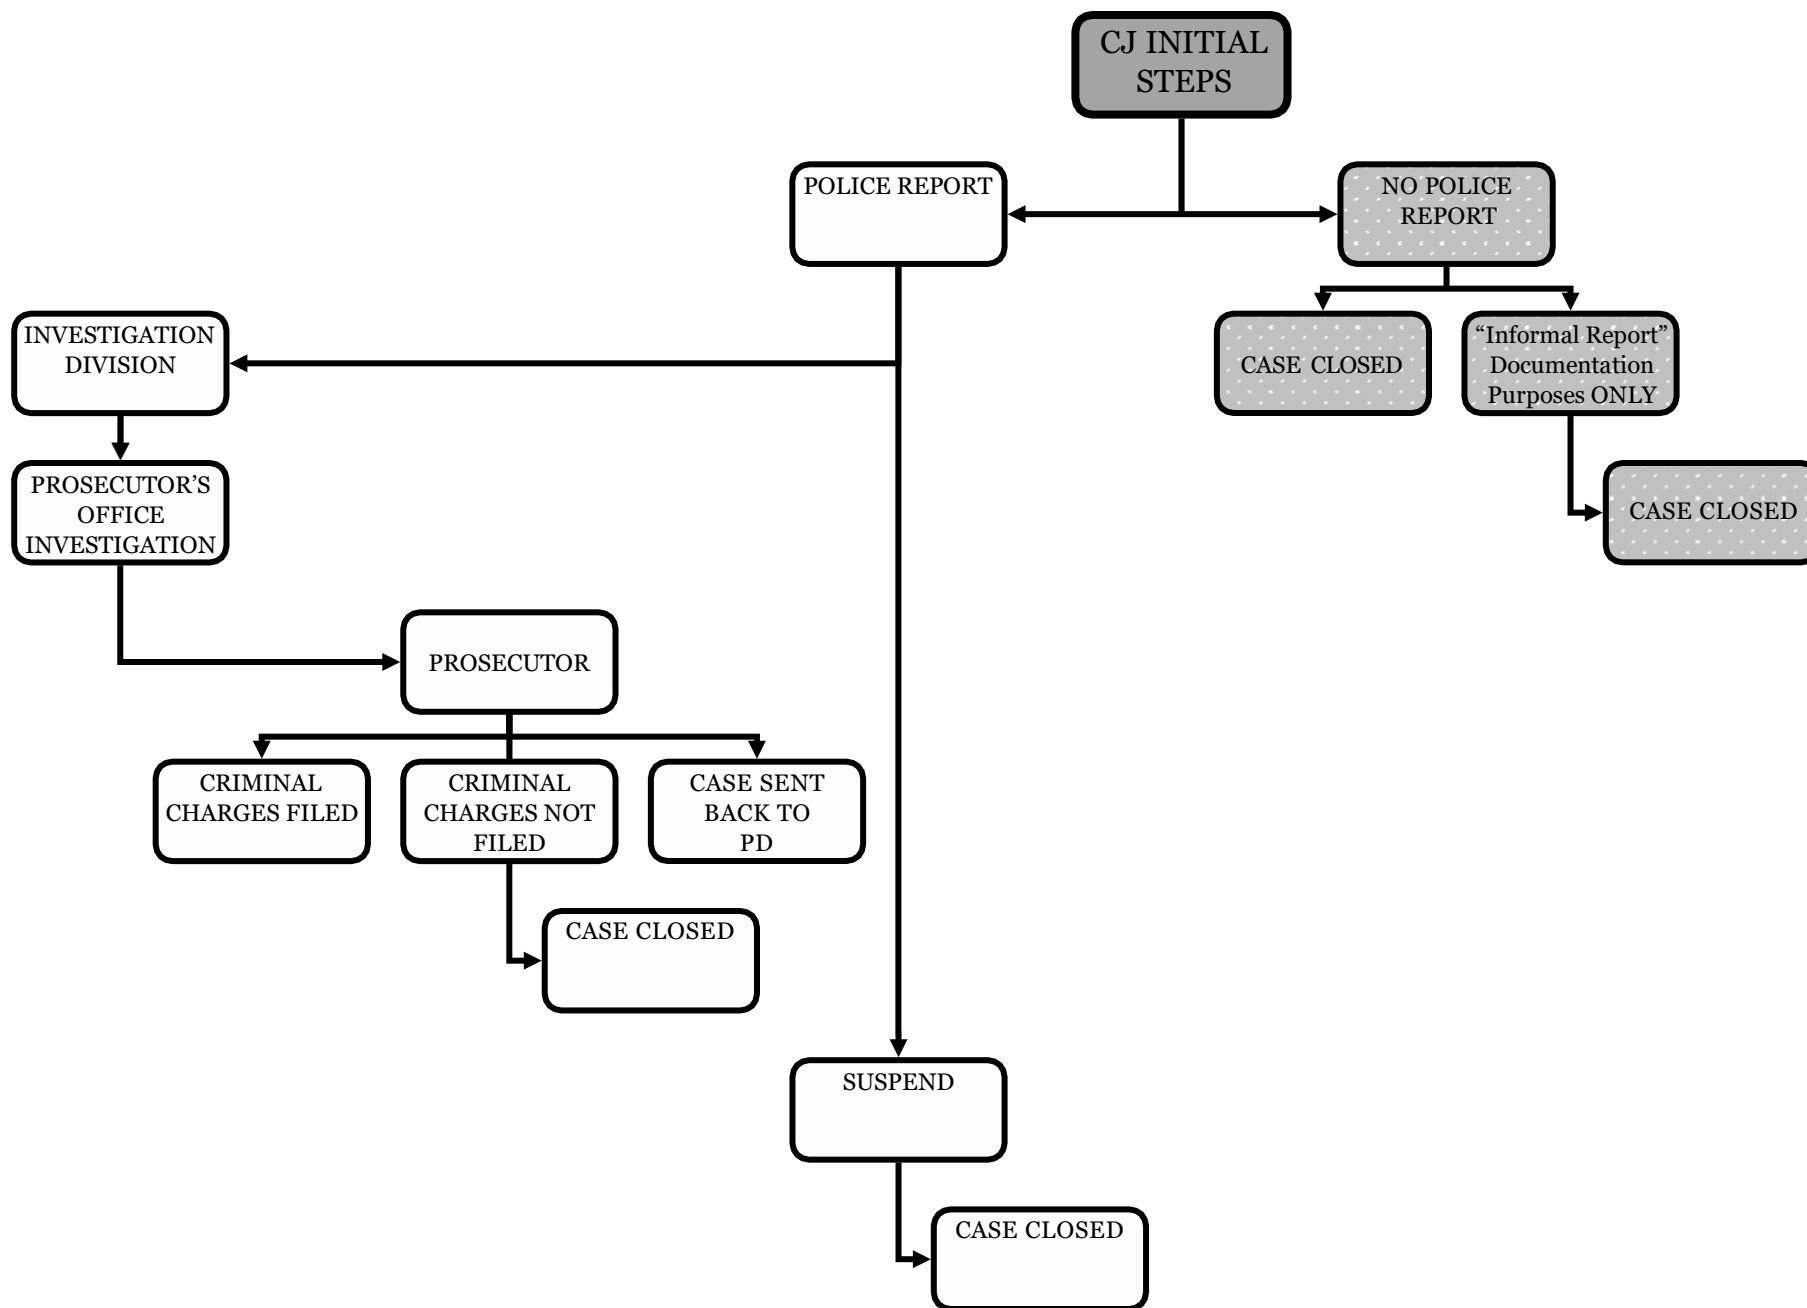 CJ INITIAL
STEPS
POLICE REPORT
NO POLICE
REPORT
INVESTIGATION
DIVISION
CASE CLOSED
“Informal Report”
Documentation
Purposes ONLY
PROSECUTOR’S
OFFICE
INVESTIGATION
CASE CLOSED
PROSECUTOR
CRIMINAL
CHARGES FILED
CRIMINAL
CHARGES NOT
FILED
CASE SENT
BACK TO
PD
CASE CLOSED
SUSPEND
CASE CLOSED